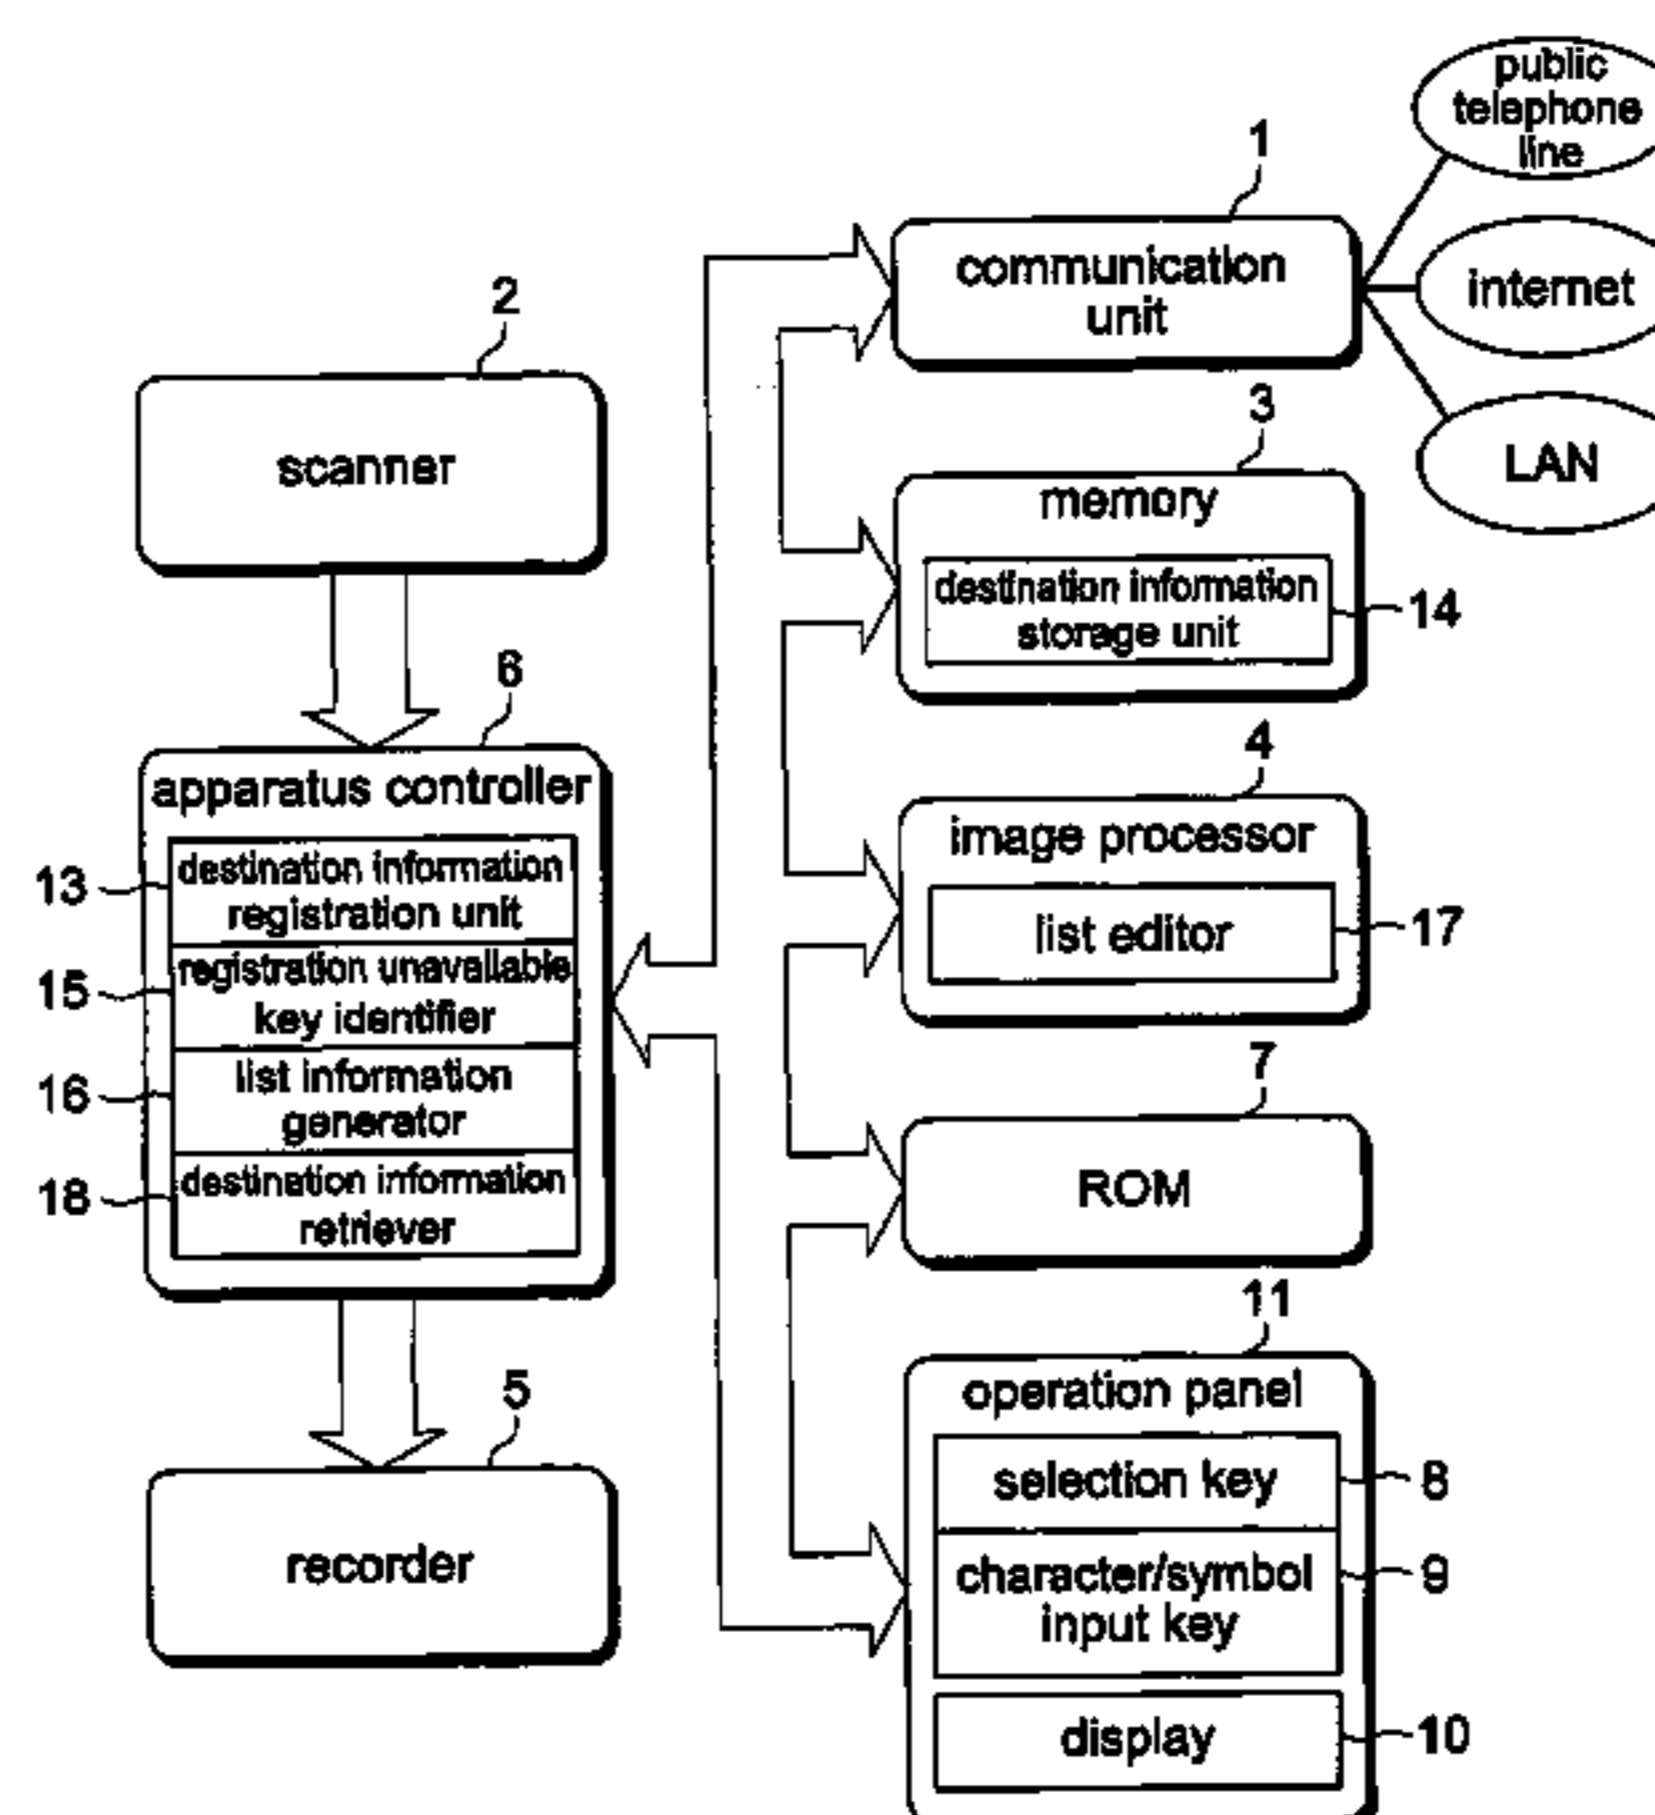 public
telephone
line
1
communication
unit
internet
2
scanner
3
memory
LAN
destination information
storage unit
14
6
apparatus controller
4
image processor
13
destination information
registration unit
list editor
17
15
registration unavailable
key identifier
16
list information
generator
7
ROM
18
destination information
retriever
11
operation panel
5
selection key
8
recorder
character/symbol
input key
9
display
10